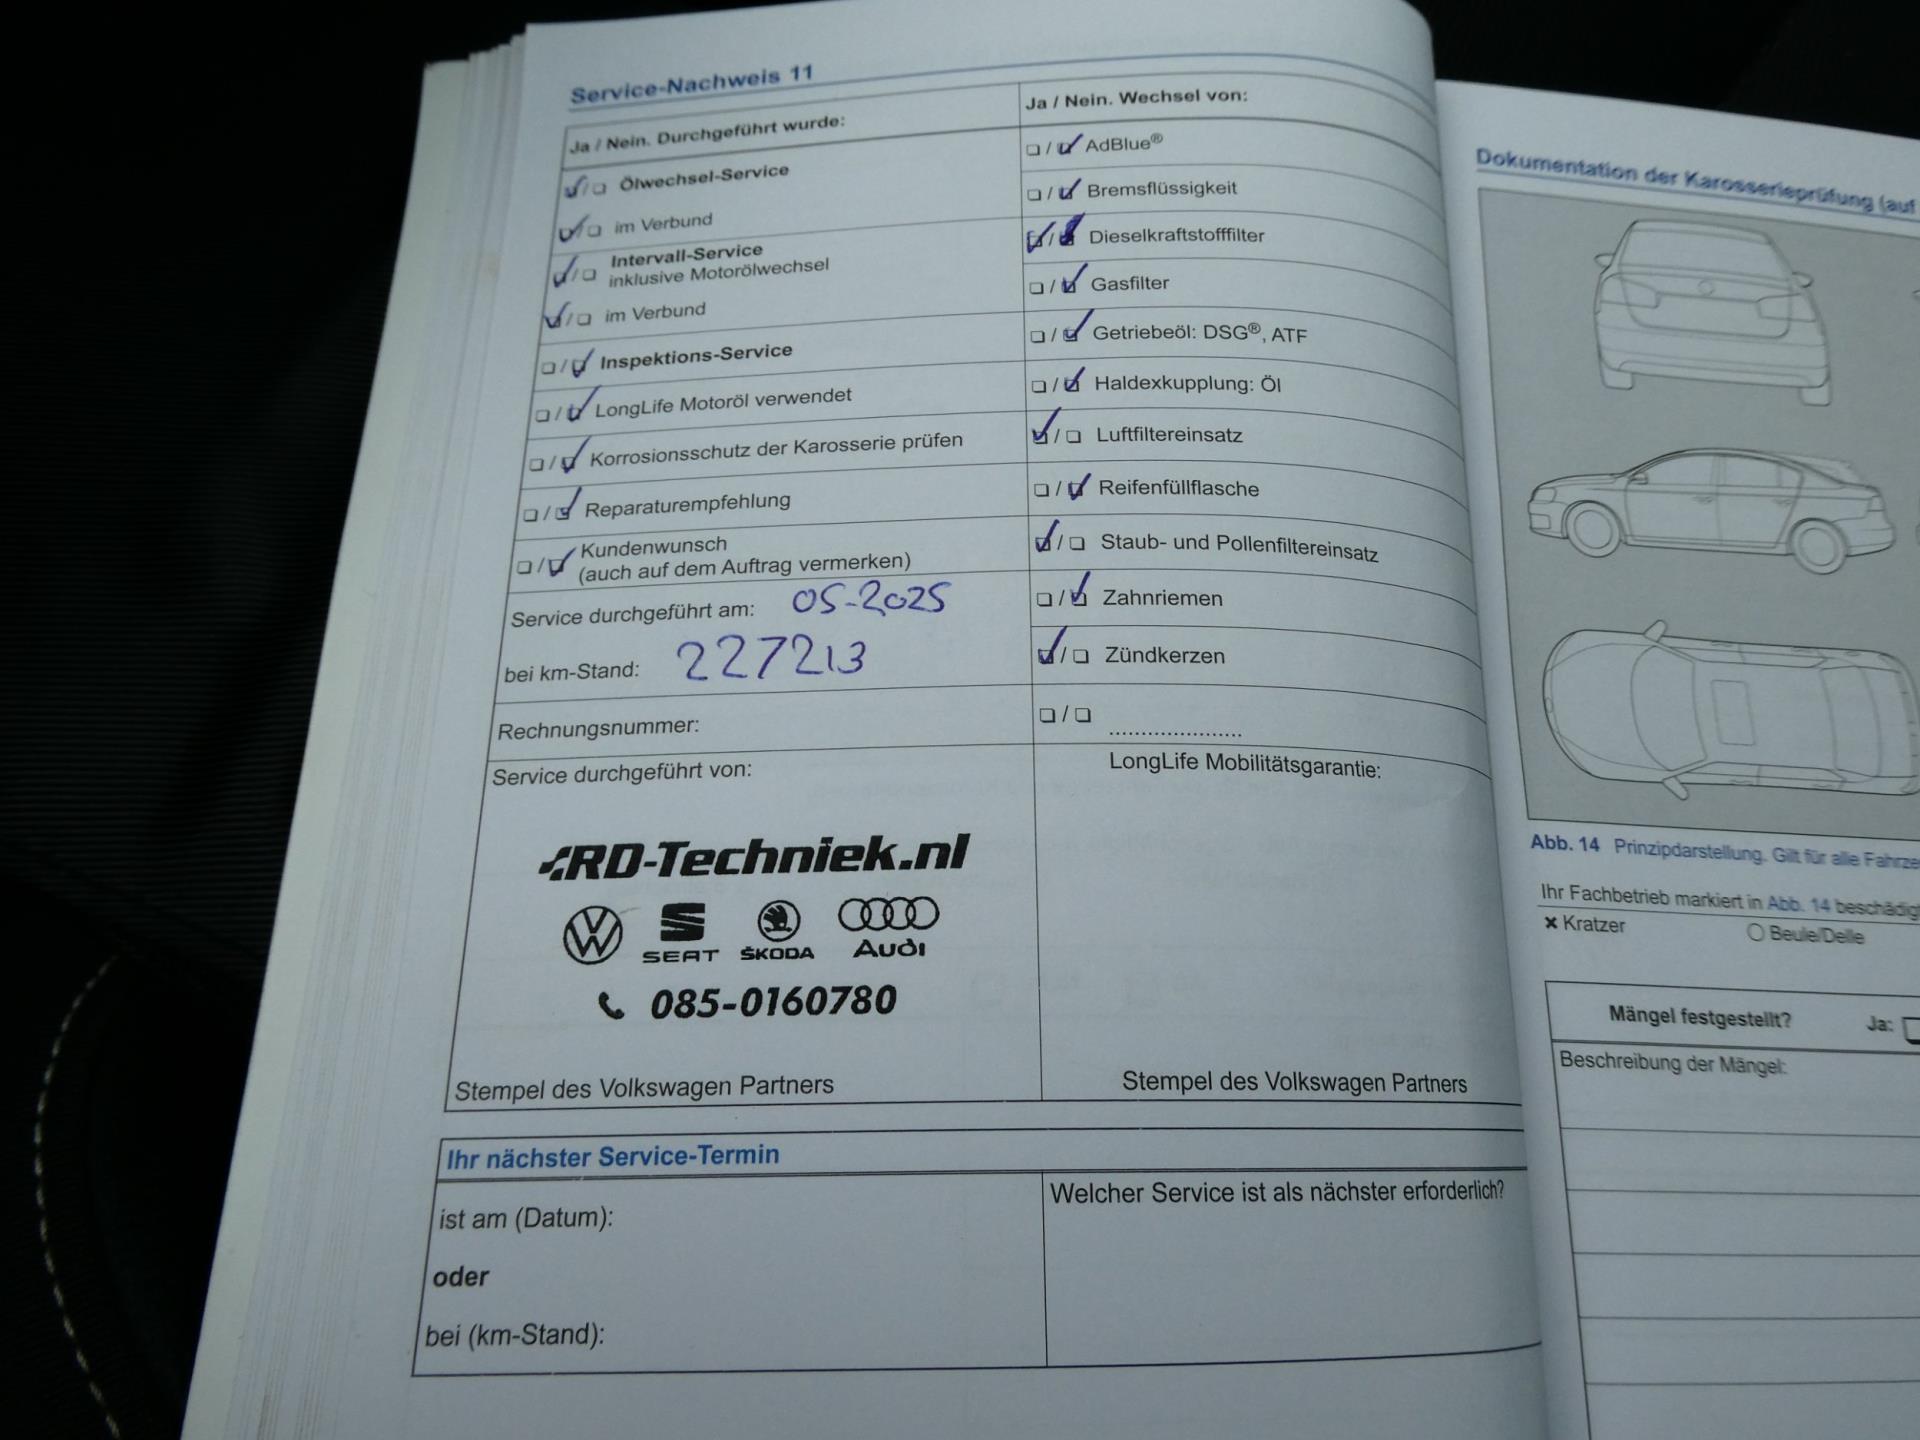 Service-Nachweis 11
Ja / Nein. Durchgeführt wurde:
Ölwechsel-Service
im Verbund
Intervall-Service
inklusive Motorölwechsel
im Verbund
Inspektions-Service
LongLife Motoröl verwendet
Korrosionsschutz der Karosserie prüfen
Reparaturempfehlung
Kundenwunsch
(auch auf dem Auftrag vermerken)
Service durchgeführt am: 05-2025
bei km-Stand: 227213
Rechnungsnummer:
Service durchgeführt von:
RD-Techniek.nl
SEAT ŠKODA Audi
085-0160780
Stempel des Volkswagen Partners
Ja / Nein. Wechsel von:
AdBlue®
Bremsflüssigkeit
Dieselkraftstofffilter
Gasfilter
Getriebeöl: DSG®, ATF
Haldexkupplung: Öl
Luftfiltereinsatz
Reifenfüllflasche
Staub- und Pollenfiltereinsatz
Zahnriemen
Zündkerzen
/
....................
LongLife Mobilitätsgarantie:
Stempel des Volkswagen Partners
Ihr nächster Service-Termin
ist am (Datum):
oder
bei (km-Stand):
Welcher Service ist als nächster erforderlich?
Dokumentation der Karosserieprüfung (auf
Abb. 14 Prinzipdarstellung. Gilt für alle
Ihr Fachbetrieb markiert in Abb. 14
Kratzer
Beule/Delle
Mängel festgestellt?
Ja:
Beschreibung der Mängel: